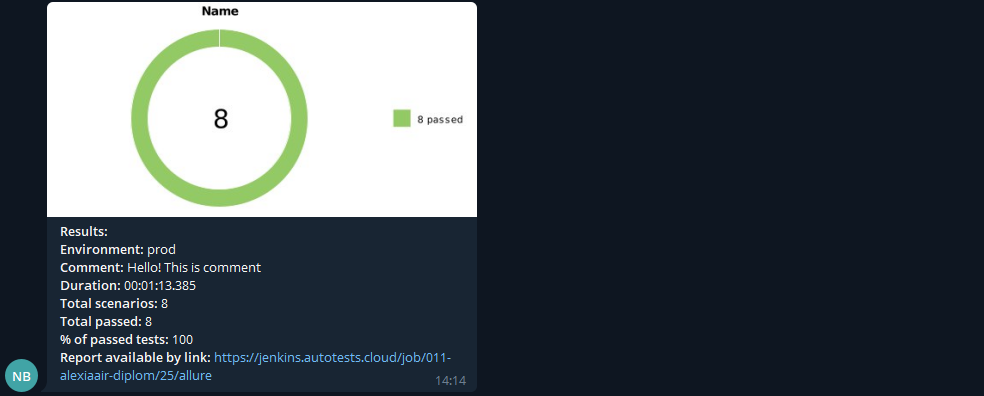 Name
8
8 passed
Results:
Environment: prod
Comment: Hello! This is comment
Duration: 00:01:13.385
Total scenarios: 8
Total passed: 8
% of passed tests: 100
Report available by link: https://jenkins.autotests.cloud/job/011-
alexiaair-diplom/25/allure
NB
14:14